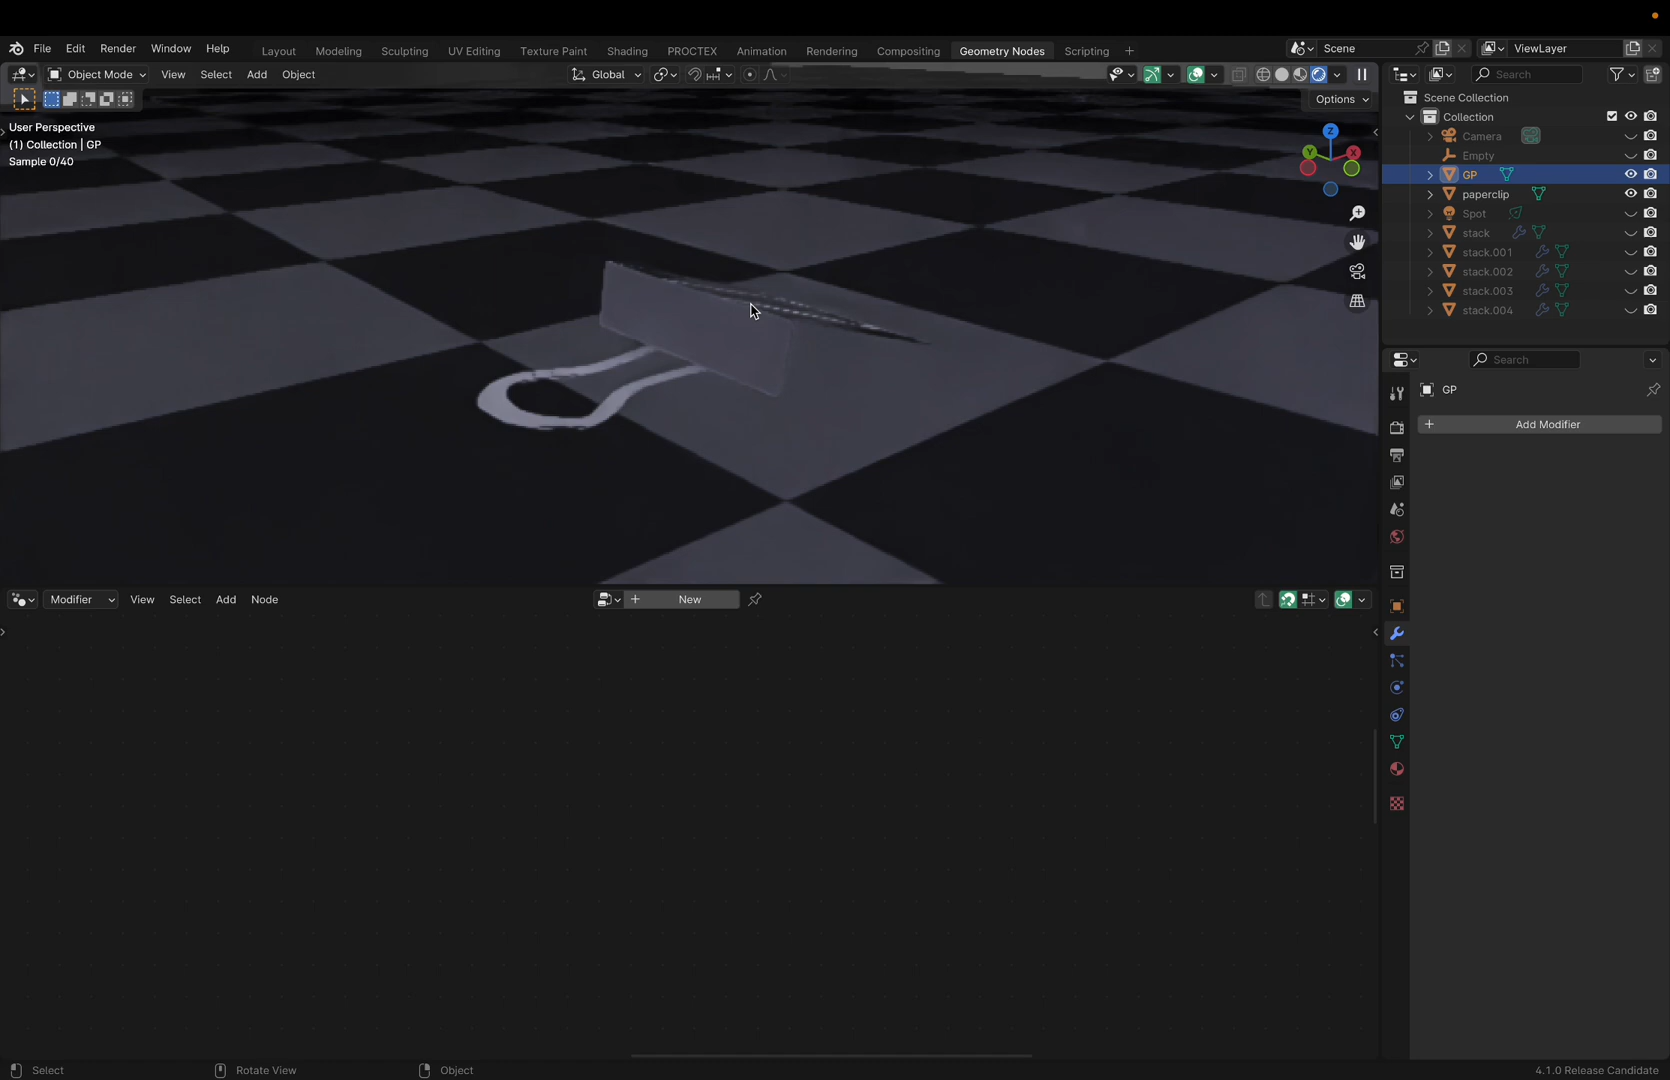 File Edit Render Window Help
Layout Modeling Sculpting UV Editing Texture Paint Shading PROCTEX Animation Rendering Compositing Geometry Nodes Scripting
Scene ViewLayer
Object Mode View Select Add Object Global
Search
Options
User Perspective
(1) Collection | GP
Sample 0/40
Z
Y
X
Scene Collection
Collection
Camera
Empty
GP
paperclip
Spot
stack
stack.001
stack.002
stack.003
stack.004
Search
GP
Add Modifier
Modifier View Select Add Node New
Select Rotate View Object 4.1.0 Release Candidate